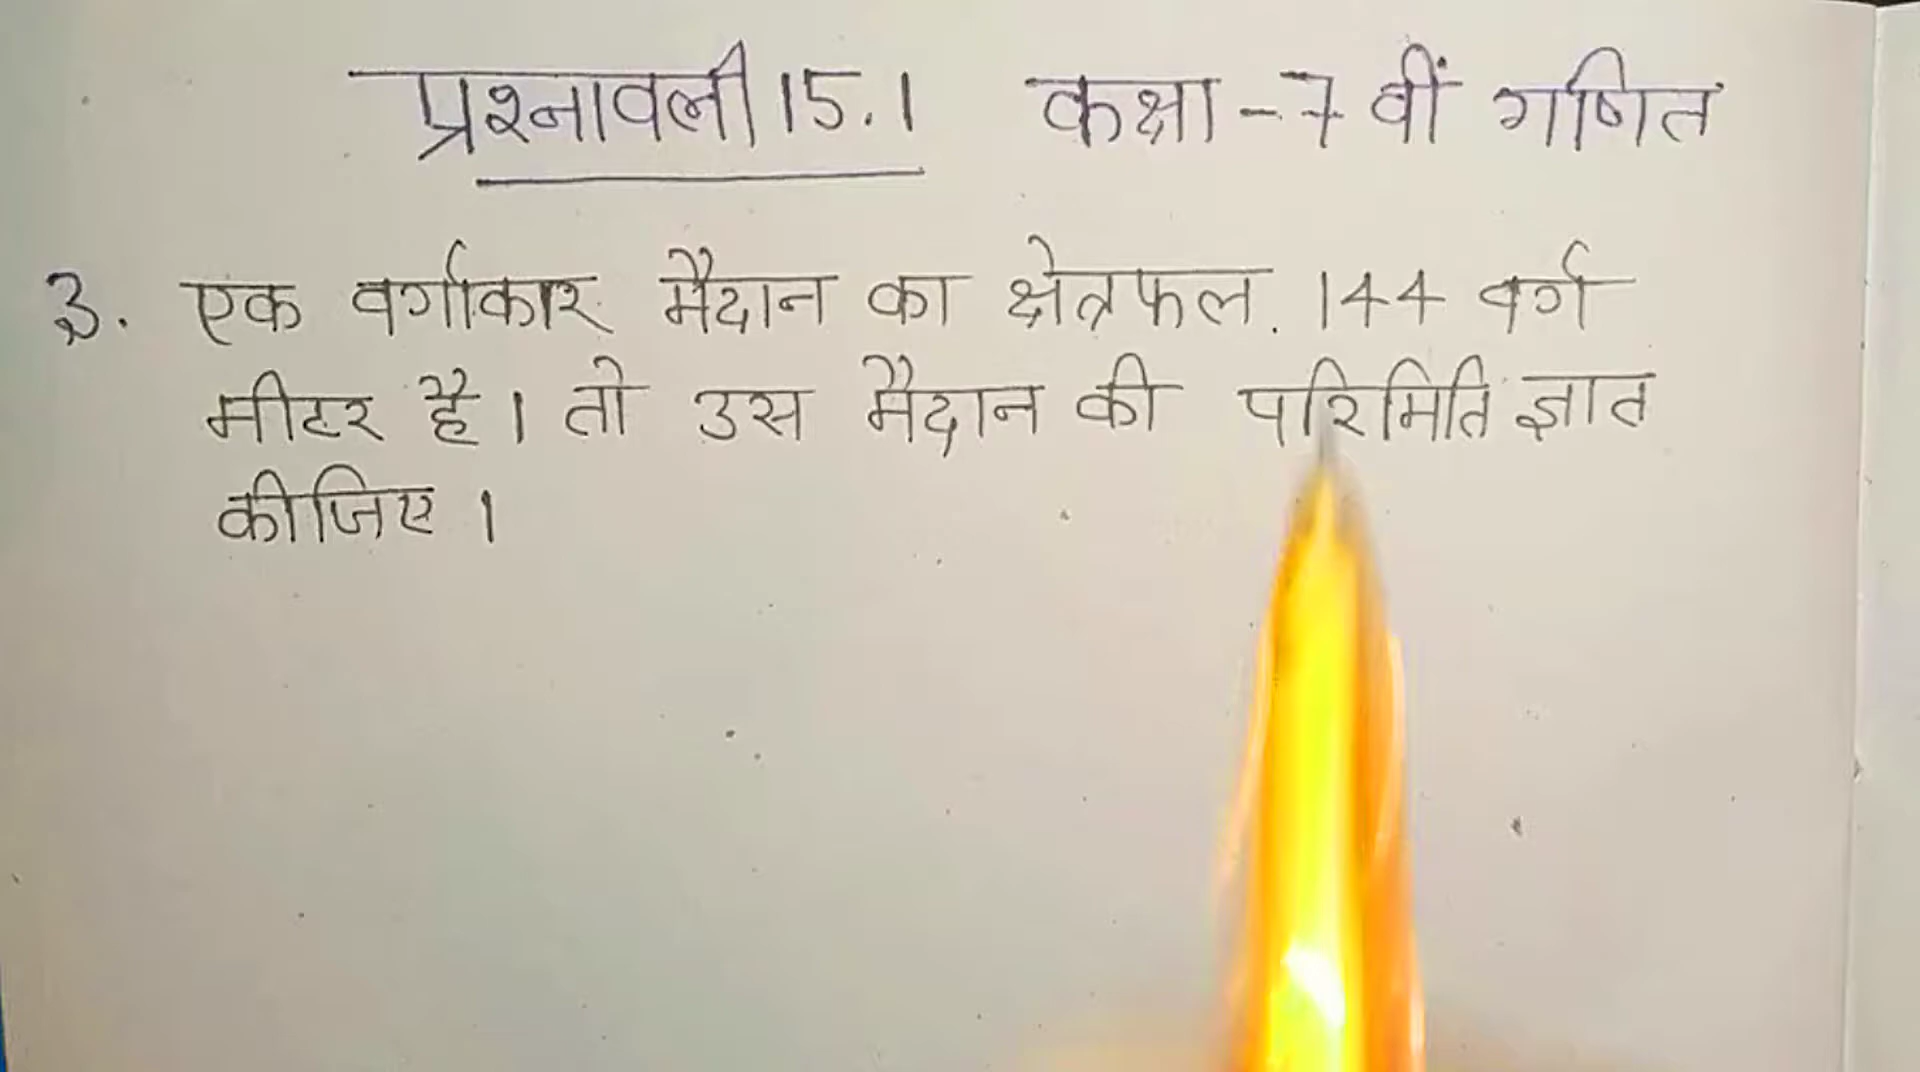 प्रश्नावली 15.1 कक्षा - 7 वीं गणित
3. एक वर्गाकार मैदान का क्षेत्रफल. 144 वर्ग
मीटर है। तो उस मैदान की परिमिति ज्ञात
कीजिए।